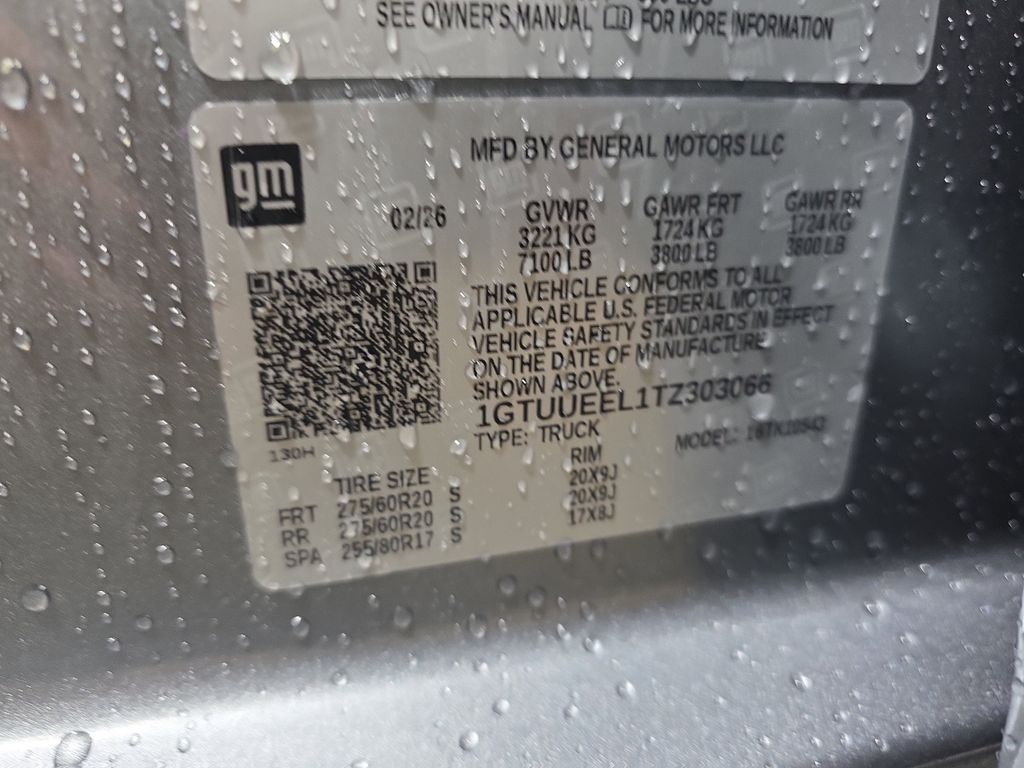 SEE OWNER'S MANUAL FOR MORE INFORMATION
gm
MFD BY GENERAL MOTORS LLC
02/26
GVWR GAWR FRT GAWR RR
3221 KG 1724 KG 1724 KG
7100 LB 3800 LB 3800 LB
THIS VEHICLE CONFORMS TO ALL
APPLICABLE U.S. FEDERAL MOTOR
VEHICLE SAFETY STANDARDS IN EFFECT
ON THE DATE OF MANUFACTURE
SHOWN ABOVE.
1GTUUEEL1TZ303066
TYPE: TRUCK MODEL:
130H
TIRE SIZE RIM
FRT 275/60R20 S 20X9J
RR 275/60R20 S 20X9J
SPA 255/80R17 S 17X8J